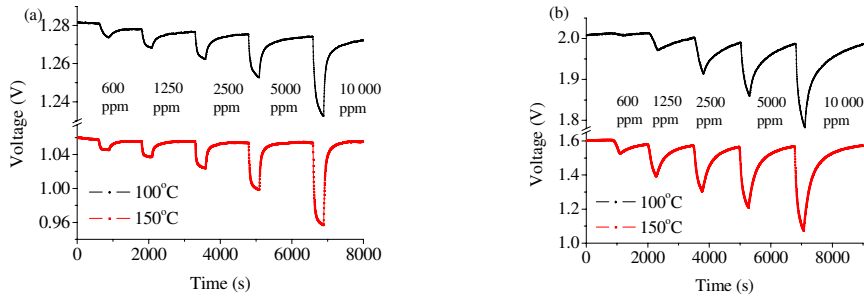 (a)
Voltage (V)
1.28
1.26
1.24
1.04
1.00
0.96
600 ppm
1250 ppm
2500 ppm
5000 ppm
10 000 ppm
100°C
150°C
0
2000
4000
6000
8000
Time (s)
(b)
Voltage (V)
2.0
1.9
1.8
1.6
1.4
1.2
1.0
600 ppm
1250 ppm
2500 ppm
5000 ppm
10 000 ppm
100°C
150°C
0
2000
4000
6000
8000
Time (s)